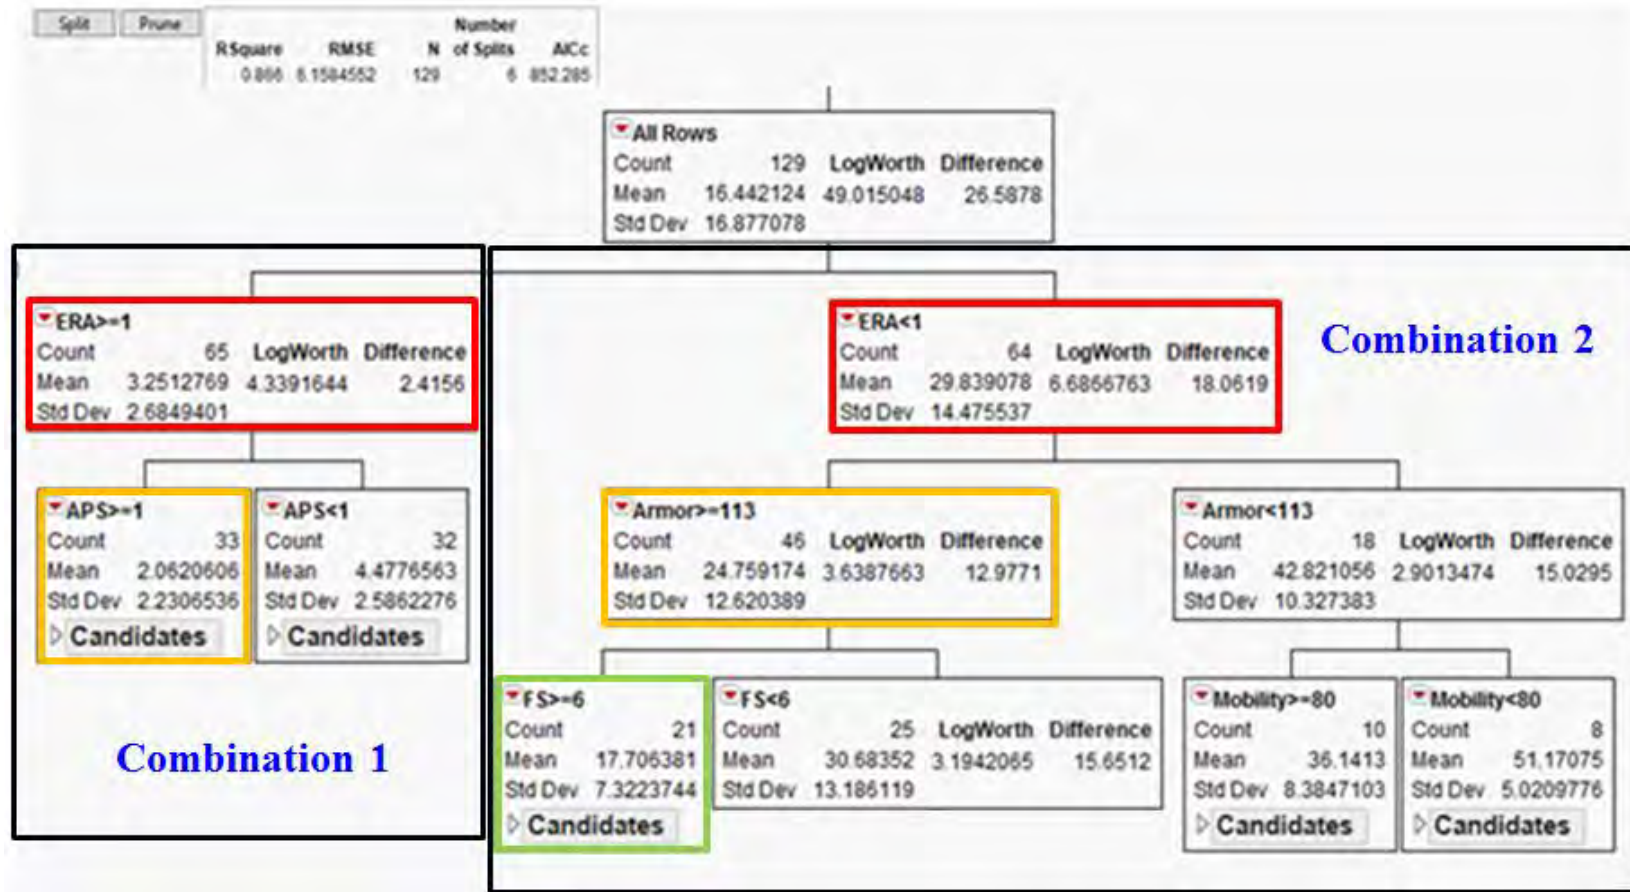 Split Prune
Number
RSquare RMSE N of Splits AICc
0.866 6.1584552 129 6 852.285
All Rows
Count 129 LogWorth Difference
Mean 16.442124 49.015048 26.5878
Std Dev 16.877078
ERA>=1
Count 65 LogWorth Difference
Mean 3.2512769 4.3391644 2.4156
Std Dev 2.6849401
ERA<1
Count 64 LogWorth Difference
Mean 29.839078 6.6866763 18.0619
Std Dev 14.475537
Combination 2
APS>=1
Count 33
Mean 2.0620606
Std Dev 2.2306536
Candidates
APS<1
Count 32
Mean 4.4776563
Std Dev 2.5862276
Candidates
Armor>=113
Count 46 LogWorth Difference
Mean 24.759174 3.6387663 12.9771
Std Dev 12.620389
Armor<113
Count 18 LogWorth Difference
Mean 42.821056 2.9013474 15.0295
Std Dev 10.327383
Combination 1
FS>=6
Count 21
Mean 17.706381
Std Dev 7.3223744
Candidates
FS<6
Count 25 LogWorth Difference
Mean 30.68352 3.1942065 15.6512
Std Dev 13.186119
Mobility>=80
Count 10
Mean 36.1413
Std Dev 8.3847103
Candidates
Mobility<80
Count 8
Mean 51.17075
Std Dev 5.0209776
Candidates